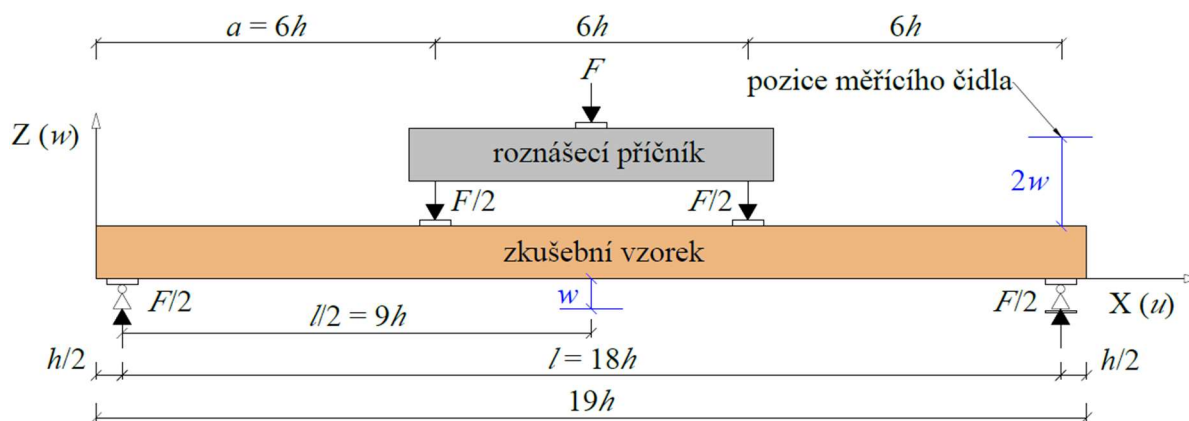 a = 6h
6h
6h
F
pozice měřícího čidla
Z (w)
roznášecí příčník
2w
F/2
F/2
zkušební vzorek
F/2
w
F/2
X (u)
l/2 = 9h
h/2
l = 18h
h/2
19h